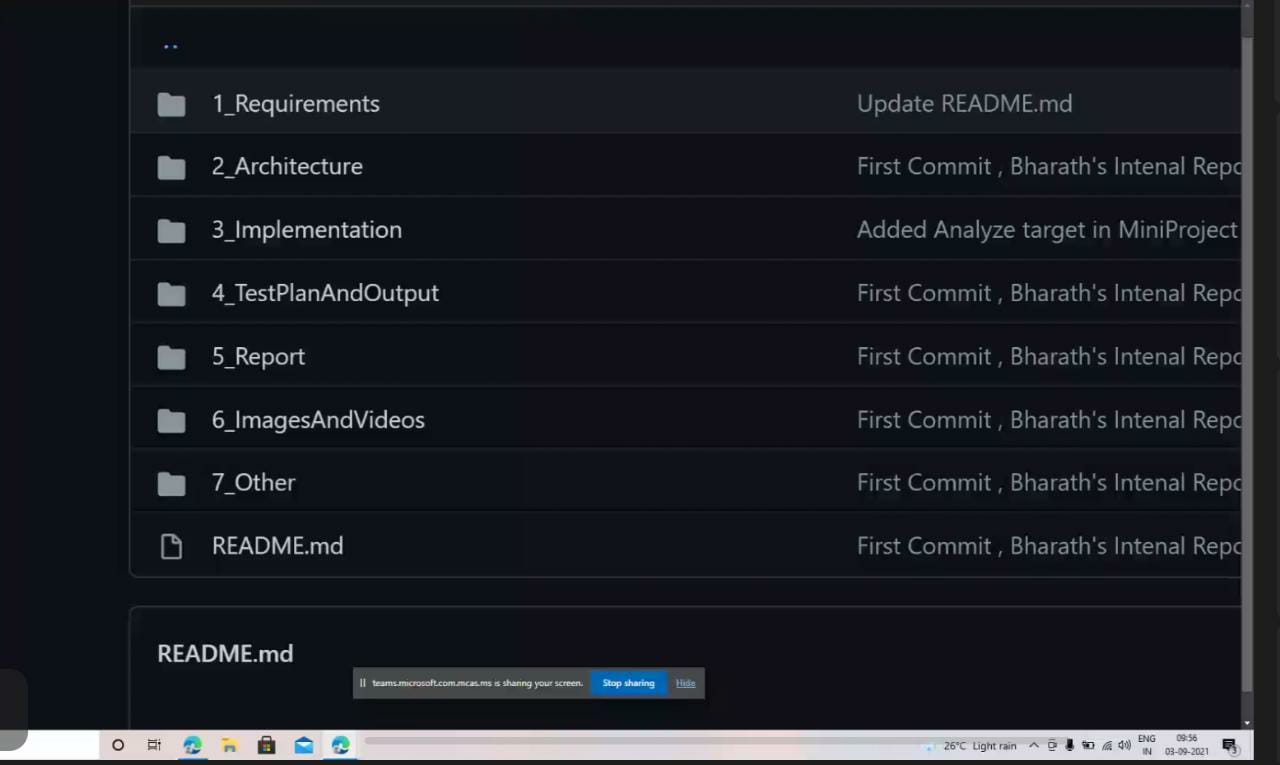 ..
1_Requirements Update README.md
2_Architecture First Commit , Bharath's Intenal Repo
3_Implementation Added Analyze target in MiniProject
4_TestPlanAndOutput First Commit , Bharath's Intenal Repo
5_Report First Commit , Bharath's Intenal Repo
6_ImagesAndVideos First Commit , Bharath's Intenal Repo
7_Other First Commit , Bharath's Intenal Repo
README.md First Commit , Bharath's Intenal Repo
README.md
teams.microsoft.com.mcas.ms is sharing your screen. Stop sharing Hide
26°C Light rain ENG IN 09:56 03-09-2021 3